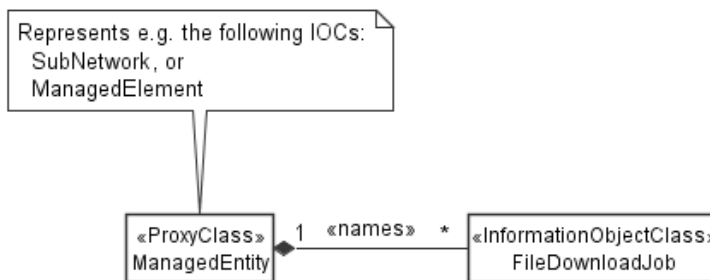 Represents e.g. the following IOCs:
SubNetwork, or
ManagedElement
«ProxyClass»
ManagedEntity
1 «names» *
«InformationObjectClass»
FileDownloadJob